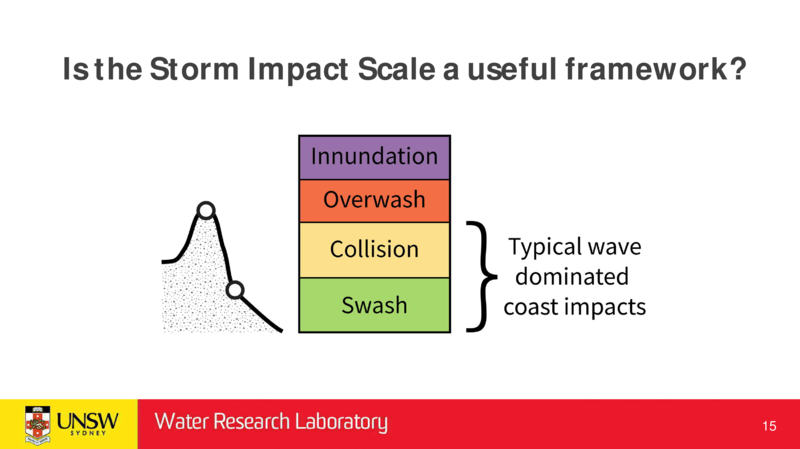 Is the Storm Impact Scale a useful framework?
Innundation
Overwash
Collision
Swash
Typical wave
dominated
coast impacts
UNSW
SYDNEY
Water Research Laboratory
15